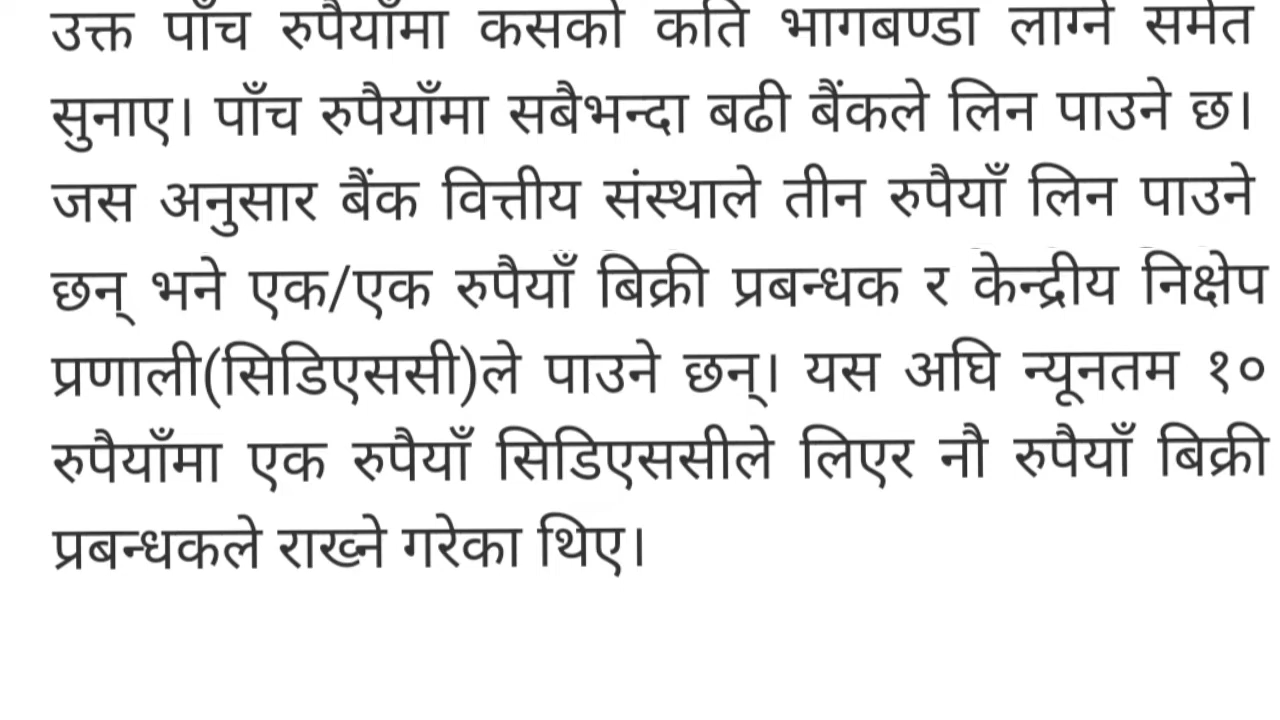 उक्त पाँच रुपैयाँमा कसको कति भागबण्डा लाग्ने समेत
सुनाए। पाँच रुपैयाँमा सबैभन्दा बढी बैंकले लिन पाउने छ।
जस अनुसार बैंक वित्तीय संस्थाले तीन रुपैयाँ लिन पाउने
छन् भने एक/एक रुपैयाँ बिक्री प्रबन्धक र केन्द्रीय निक्षेप
प्रणाली(सिडिएससी)ले पाउने छन्। यस अघि न्यूनतम १०
रुपैयाँमा एक रुपैयाँ सिडिएससीले लिएर नौ रुपैयाँ बिक्री
प्रबन्धकले राख्ने गरेका थिए।